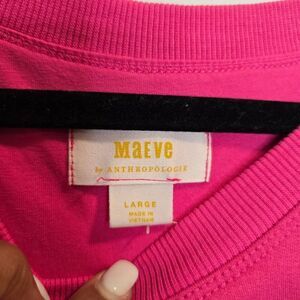 Maeve
by ANTHROPOLOGIE
LARGE
MADE IN
VIETNAM